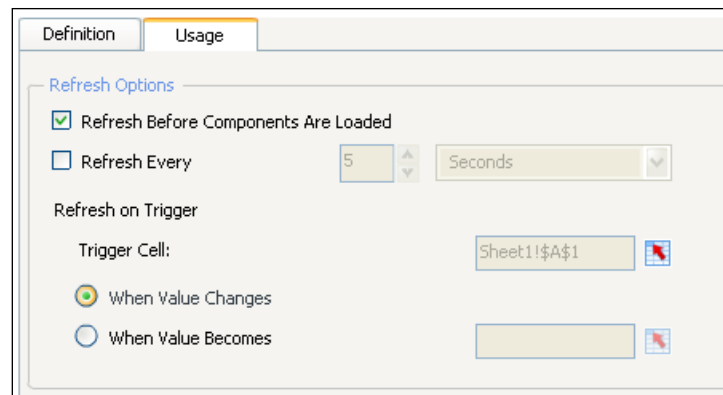 Definition Usage
Refresh Options
Refresh Before Components Are Loaded
Refresh Every 5 Seconds
Refresh on Trigger
Trigger Cell: Sheet1!$A$1
When Value Changes
When Value Becomes